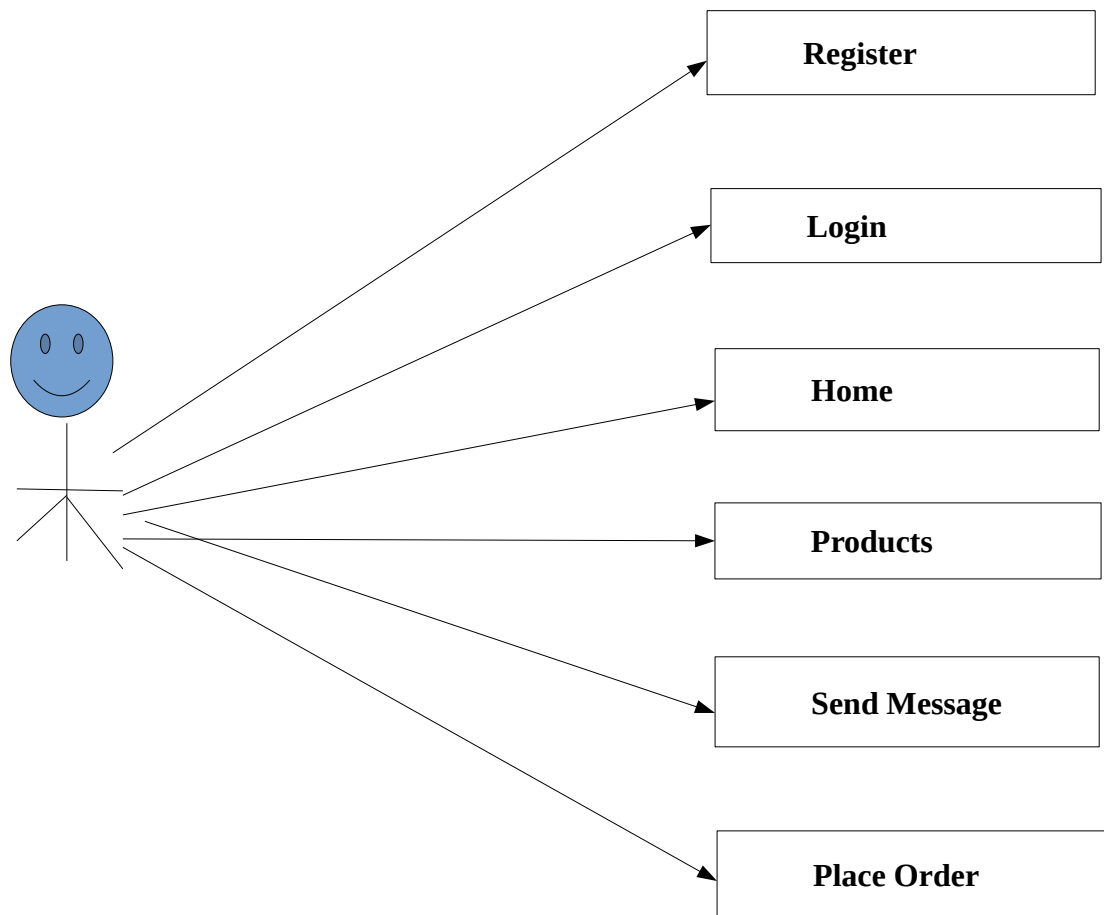 Register
Login
Home
Products
Send Message
Place Order